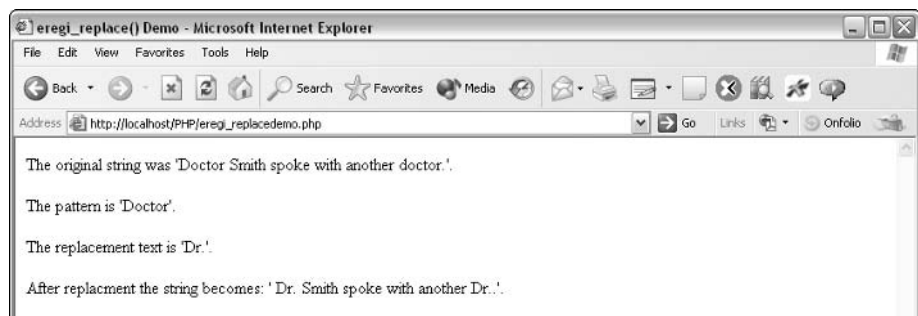 eregi_replace() Demo - Microsoft Internet Explorer
File Edit View Favorites Tools Help
Back Search Favorites Media
Address http://localhost/PHP/eregi_replacedemo.php Go Links Onfolio
The original string was 'Doctor Smith spoke with another doctor.'.
The pattern is 'Doctor'.
The replacement text is 'Dr.'.
After replacment the string becomes: ' Dr. Smith spoke with another Dr..'.